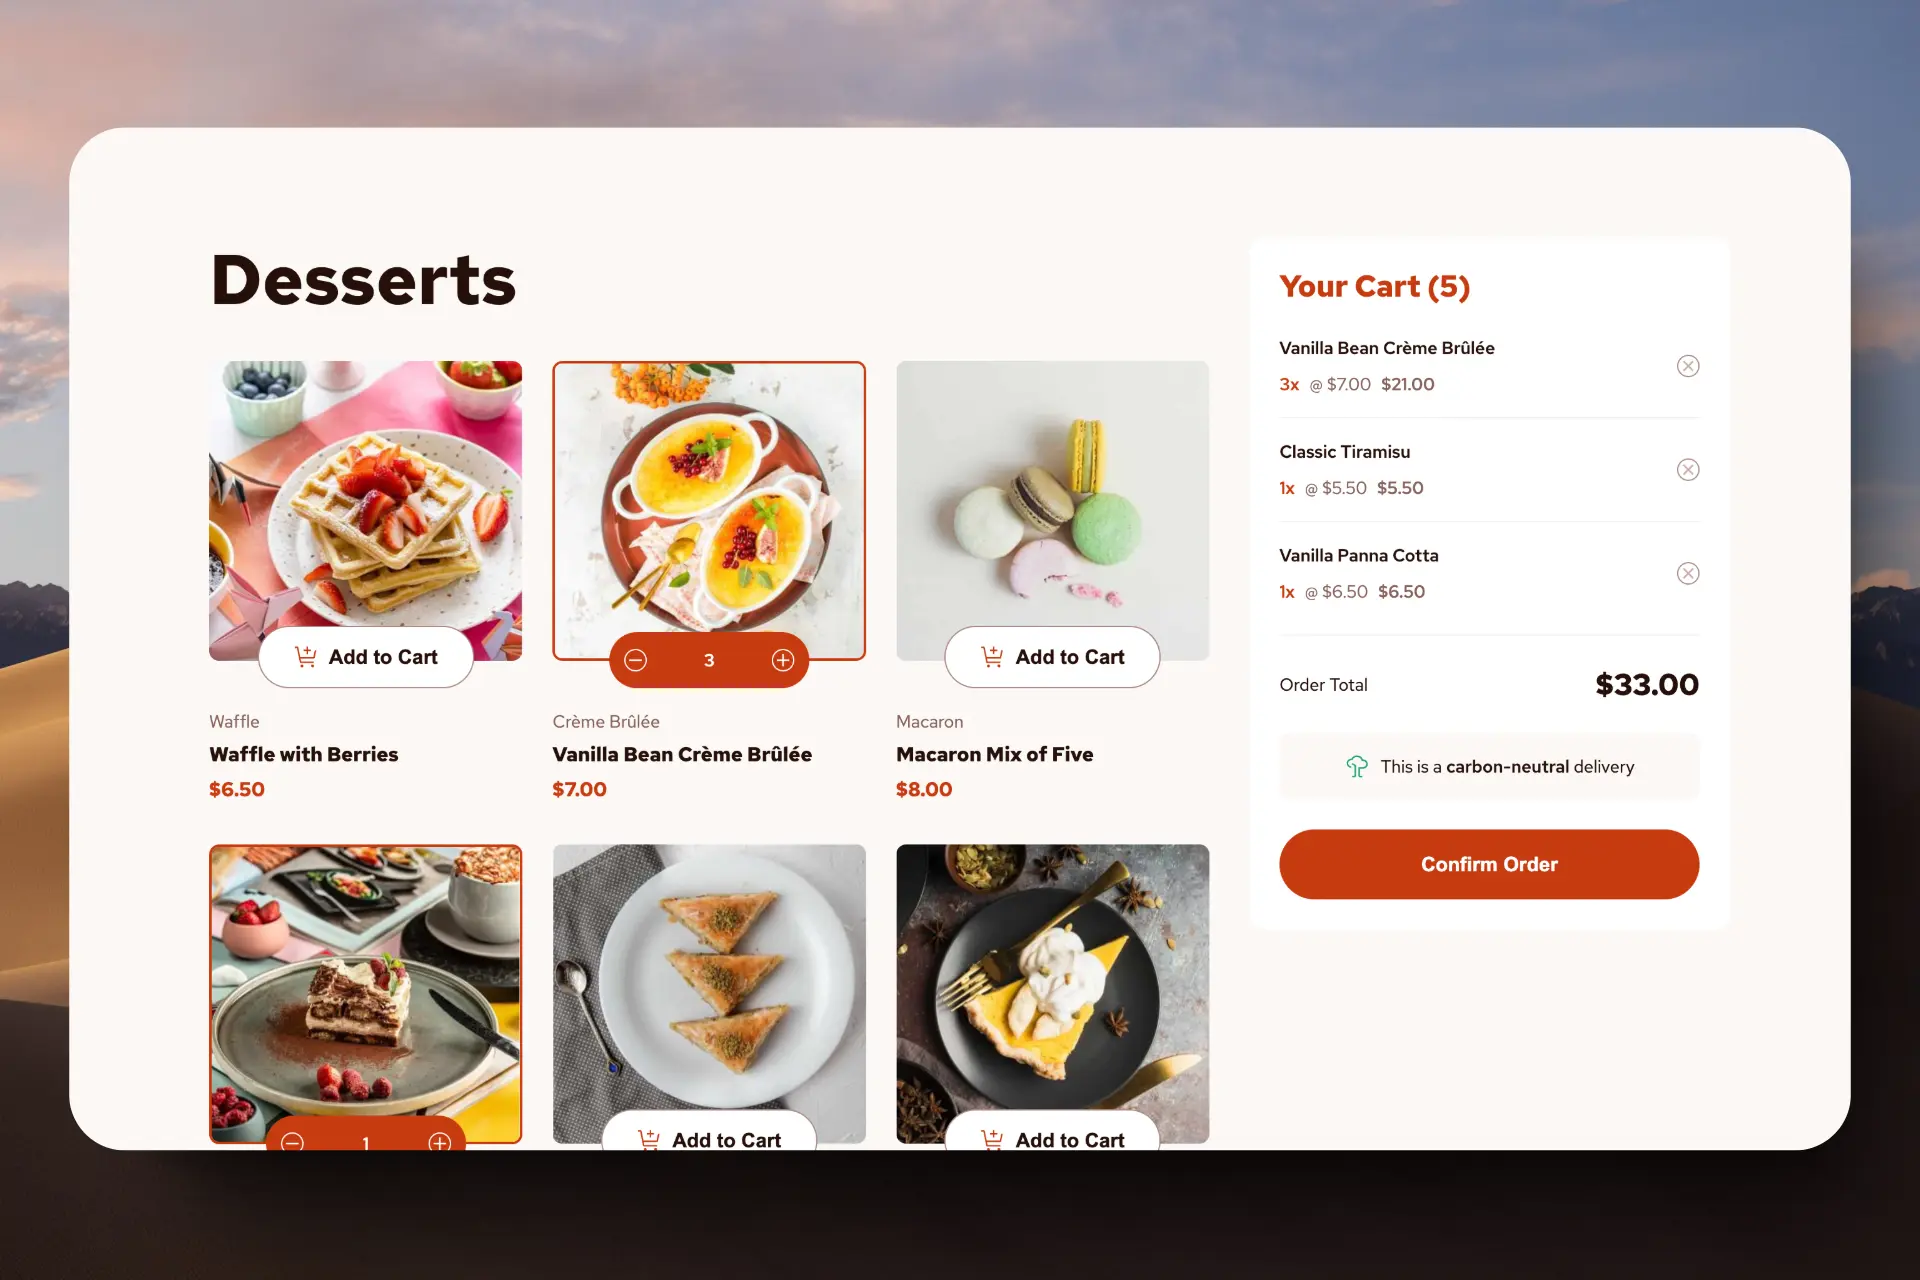 Desserts
Add to Cart
Waffle
Waffle with Berries
$6.50
3
Crème Brûlée
Vanilla Bean Crème Brûlée
$7.00
Add to Cart
Macaron
Macaron Mix of Five
$8.00
1
Add to Cart
Add to Cart
Your Cart (5)
Vanilla Bean Crème Brûlée
3x @ $7.00 $21.00
Classic Tiramisu
1x @ $5.50 $5.50
Vanilla Panna Cotta
1x @ $6.50 $6.50
Order Total $33.00
This is a carbon-neutral delivery
Confirm Order